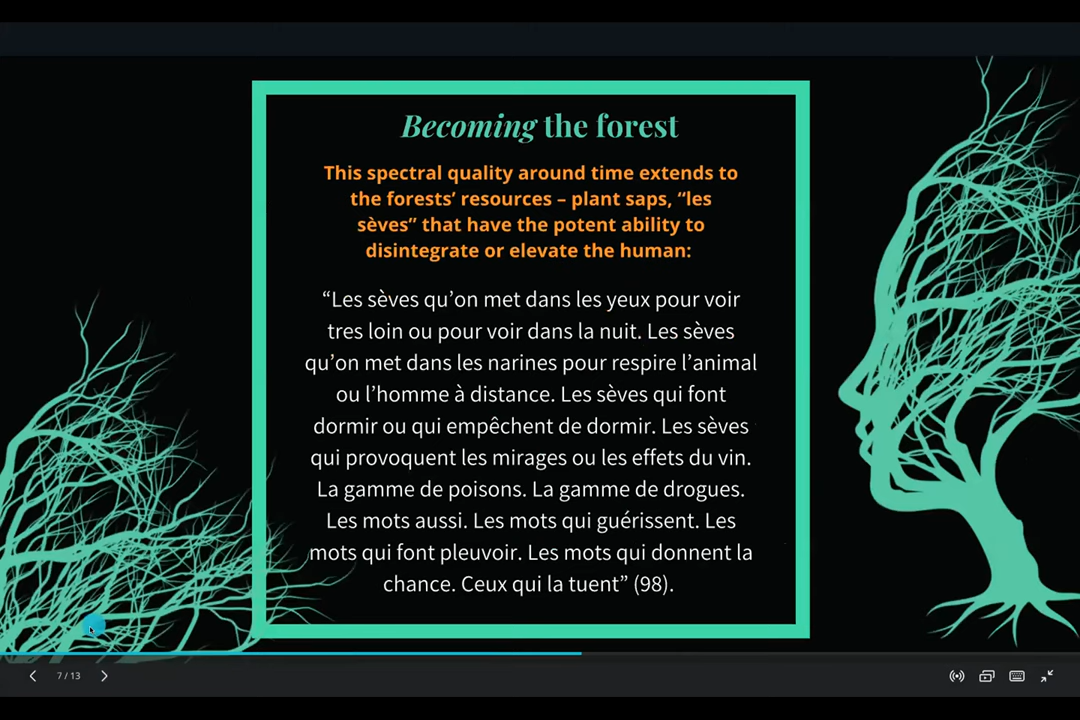 Becoming the forest
This spectral quality around time extends to
the forests’ resources – plant saps, “les
sèves” that have the potent ability to
disintegrate or elevate the human:
“Les sèves qu’on met dans les yeux pour voir
tres loin ou pour voir dans la nuit. Les sèves
qu’on met dans les narines pour respire l’animal
ou l’homme à distance. Les sèves qui font
dormir ou qui empêchent de dormir. Les sèves
qui provoquent les mirages ou les effets du vin.
La gamme de poisons. La gamme de drogues.
Les mots aussi. Les mots qui guérissent. Les
mots qui font pleuvoir. Les mots qui donnent la
chance. Ceux qui la tuent” (98).
7 / 13